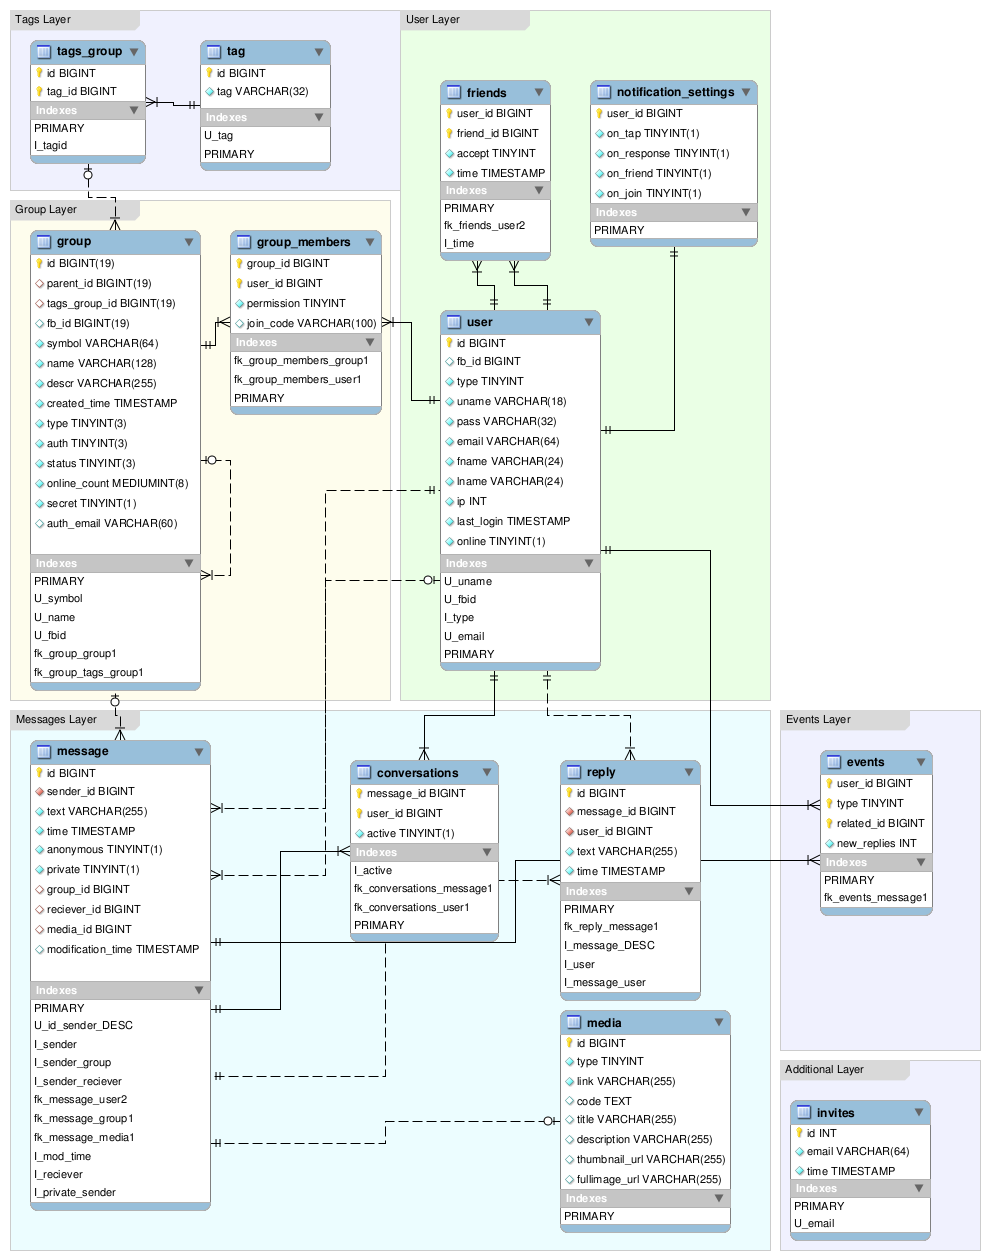 Tags Layer
tags_group
id BIGINT
tag_id BIGINT
Indexes
PRIMARY
I_tagid
tag
id BIGINT
tag VARCHAR(32)
Indexes
U_tag
PRIMARY
User Layer
friends
user_id BIGINT
friend_id BIGINT
accept TINYINT
time TIMESTAMP
Indexes
PRIMARY
fk_friends_user2
I_time
notification_settings
user_id BIGINT
on_tap TINYINT(1)
on_response TINYINT(1)
on_friend TINYINT(1)
on_join TINYINT(1)
Indexes
PRIMARY
user
id BIGINT
fb_id BIGINT
type TINYINT
uname VARCHAR(18)
pass VARCHAR(32)
email VARCHAR(64)
fname VARCHAR(24)
lname VARCHAR(24)
ip INT
last_login TIMESTAMP
online TINYINT(1)
Indexes
U_uname
U_fbid
I_type
U_email
PRIMARY
Group Layer
group
id BIGINT(19)
parent_id BIGINT(19)
tags_group_id BIGINT(19)
fb_id BIGINT(19)
symbol VARCHAR(64)
name VARCHAR(128)
descr VARCHAR(255)
created_time TIMESTAMP
type TINYINT(3)
auth TINYINT(3)
status TINYINT(3)
online_count MEDIUMINT(8)
secret TINYINT(1)
auth_email VARCHAR(60)
Indexes
PRIMARY
U_symbol
U_name
U_fbid
fk_group_group1
fk_group_tags_group1
group_members
group_id BIGINT
user_id BIGINT
permission TINYINT
join_code VARCHAR(100)
Indexes
fk_group_members_group1
fk_group_members_user1
PRIMARY
Messages Layer
message
id BIGINT
sender_id BIGINT
text VARCHAR(255)
time TIMESTAMP
anonymous TINYINT(1)
private TINYINT(1)
group_id BIGINT
reciever_id BIGINT
media_id BIGINT
modification_time TIMESTAMP
Indexes
PRIMARY
U_id_sender_DESC
I_sender
I_sender_group
I_sender_reciever
fk_message_user2
fk_message_group1
fk_message_media1
I_mod_time
I_reciever
I_private_sender
conversations
message_id BIGINT
user_id BIGINT
active TINYINT(1)
Indexes
I_active
fk_conversations_message1
fk_conversations_user1
PRIMARY
reply
id BIGINT
message_id BIGINT
user_id BIGINT
text VARCHAR(255)
time TIMESTAMP
Indexes
PRIMARY
fk_reply_message1
I_message_DESC
I_user
I_message_user
media
id BIGINT
type TINYINT
link VARCHAR(255)
code TEXT
title VARCHAR(255)
description VARCHAR(255)
thumbnail_url VARCHAR(255)
fullimage_url VARCHAR(255)
Indexes
PRIMARY
Events Layer
events
user_id BIGINT
type TINYINT
related_id BIGINT
new_replies INT
Indexes
PRIMARY
fk_events_message1
Additional Layer
invites
id INT
email VARCHAR(64)
time TIMESTAMP
Indexes
PRIMARY
U_email